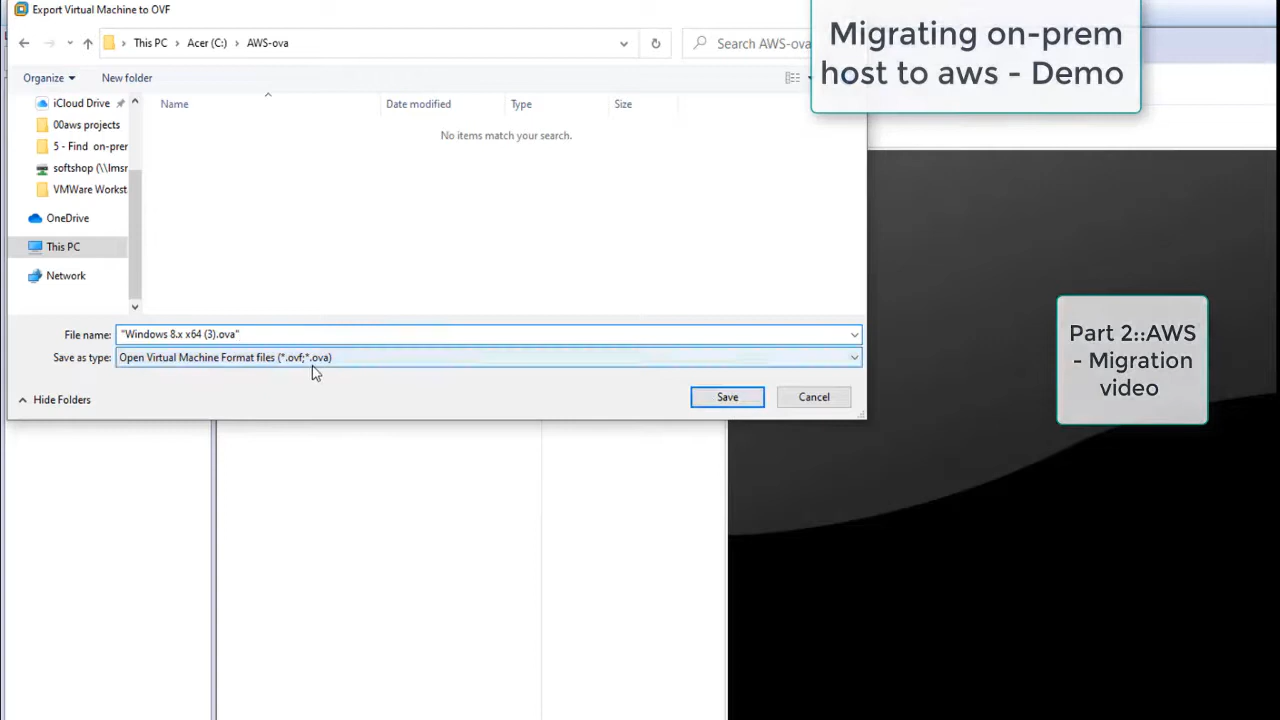 Export Virtual Machine to OVF
This PC
Acer (C:)
AWS-ova
Search AWS-ova
Organize
New folder
Name
Date modified
Type
Size
No items match your search.
iCloud Drive
00aws projects
5 - Find on-prer
softshop (\\lmsr
VMWare Workst
OneDrive
This PC
Network
File name: "Windows 8.x x64 (3).ova"
Save as type: Open Virtual Machine Format files (*.ovf;*.ova)
Hide Folders
Save
Cancel
Migrating on-prem
host to aws - Demo
Part 2::AWS
- Migration
video